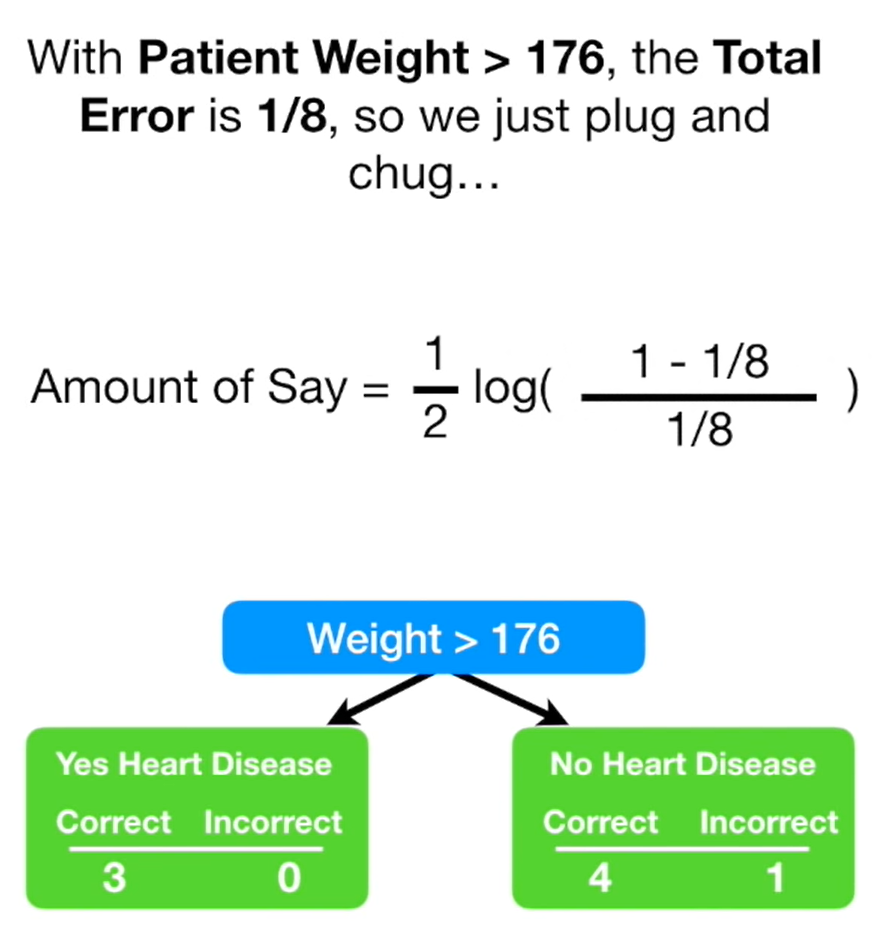 With Patient Weight > 176, the Total
Error is 1/8, so we just plug and
chug...
Amount of Say = 1/2 log( (1 - 1/8) / (1/8) )
Weight > 176
Yes Heart Disease
Correct Incorrect
3 0
No Heart Disease
Correct Incorrect
4 1